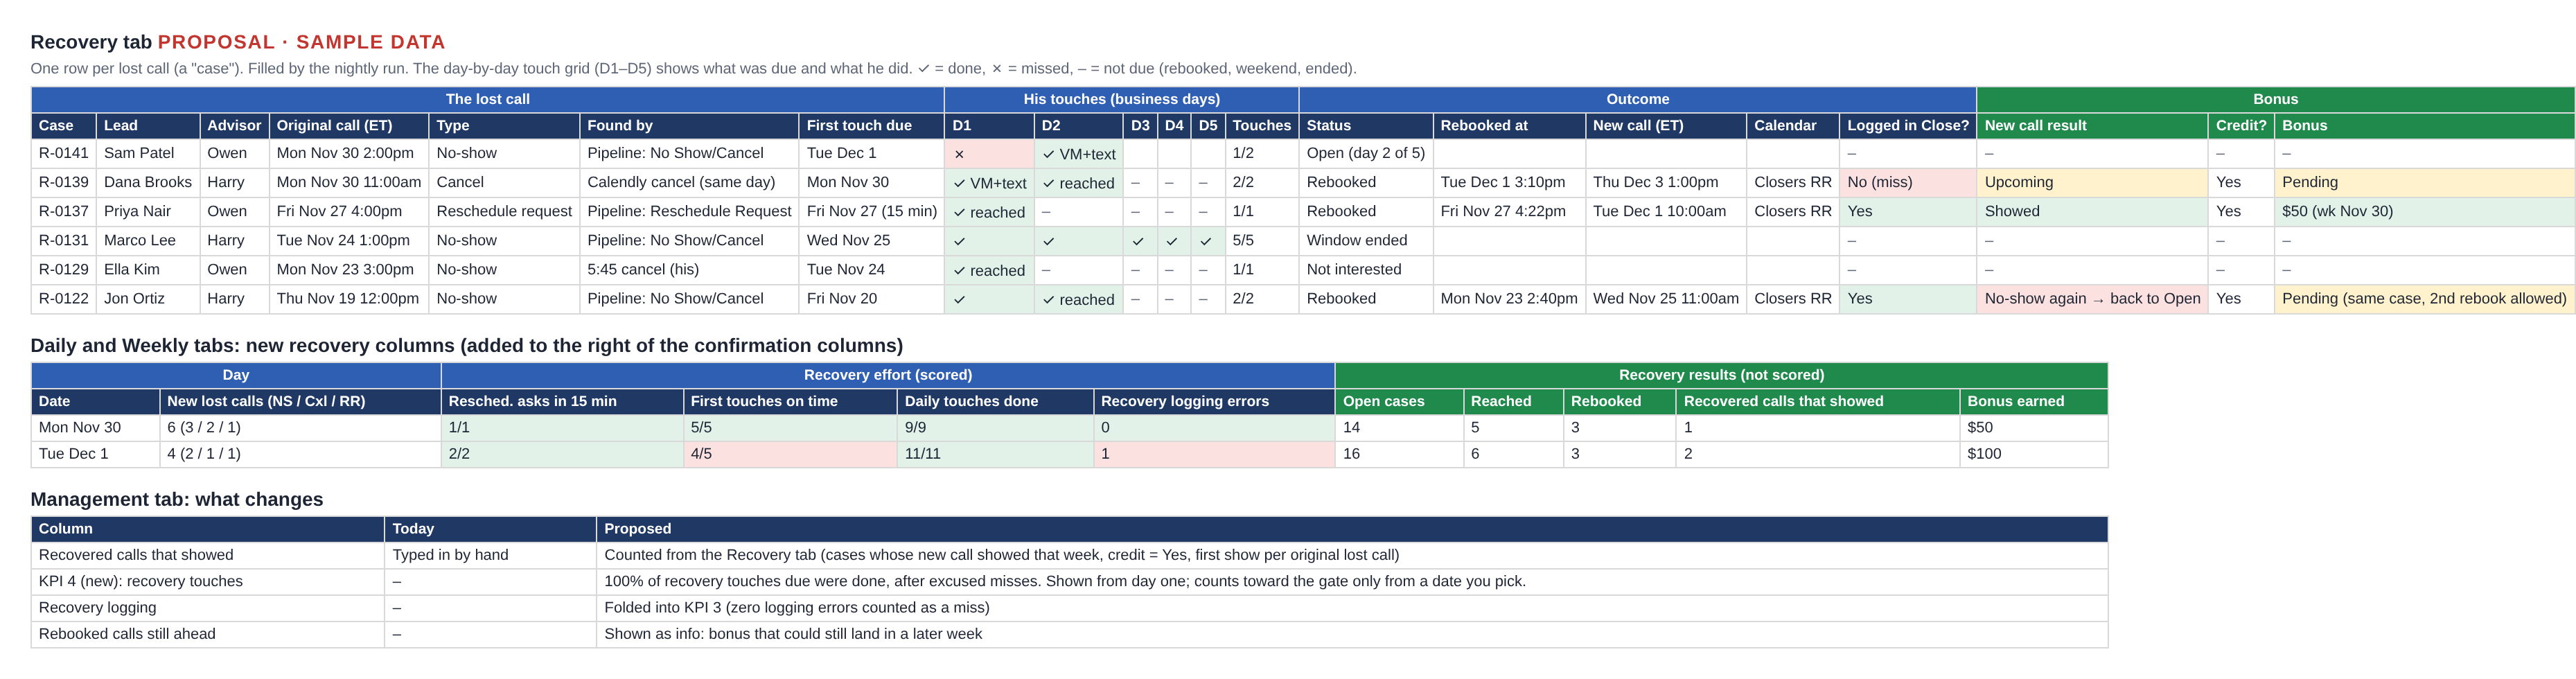 Recovery tab PROPOSAL · SAMPLE DATA
One row per lost call (a "case"). Filled by the nightly run. The day-by-day touch grid (D1–D5) shows what was due and what he did. ✓ = done, × = missed, – = not due (rebooked, weekend, ended).
The lost call His touches (business days) Outcome Bonus
Case Lead Advisor Original call (ET) Type Found by First touch due D1 D2 D3 D4 D5 Touches Status Rebooked at New call (ET) Calendar Logged in Close? New call result Credit? Bonus
R-0141 Sam Patel Owen Mon Nov 30 2:00pm No-show Pipeline: No Show/Cancel Tue Dec 1 × ✓ VM+text 1/2 Open (day 2 of 5) – – – –
R-0139 Dana Brooks Harry Mon Nov 30 11:00am Cancel Calendly cancel (same day) Mon Nov 30 ✓ VM+text ✓ reached – – – 2/2 Rebooked Tue Dec 1 3:10pm Thu Dec 3 1:00pm Closers RR No (miss) Upcoming Yes Pending
R-0137 Priya Nair Owen Fri Nov 27 4:00pm Reschedule request Pipeline: Reschedule Request Fri Nov 27 (15 min) ✓ reached – – – – 1/1 Rebooked Fri Nov 27 4:22pm Tue Dec 1 10:00am Closers RR Yes Showed Yes $50 (wk Nov 30)
R-0131 Marco Lee Harry Tue Nov 24 1:00pm No-show Pipeline: No Show/Cancel Wed Nov 25 ✓ ✓ ✓ ✓ ✓ 5/5 Window ended – – – –
R-0129 Ella Kim Owen Mon Nov 23 3:00pm No-show 5:45 cancel (his) Tue Nov 24 ✓ reached – – – – 1/1 Not interested – – – –
R-0122 Jon Ortiz Harry Thu Nov 19 12:00pm No-show Pipeline: No Show/Cancel Fri Nov 20 ✓ ✓ reached – – – 2/2 Rebooked Mon Nov 23 2:40pm Wed Nov 25 11:00am Closers RR Yes No-show again → back to Open Yes Pending (same case, 2nd rebook allowed)
Daily and Weekly tabs: new recovery columns (added to the right of the confirmation columns)
Day Recovery effort (scored) Recovery results (not scored)
Date New lost calls (NS / Cxl / RR) Resched. asks in 15 min First touches on time Daily touches done Recovery logging errors Open cases Reached Rebooked Recovered calls that showed Bonus earned
Mon Nov 30 6 (3 / 2 / 1) 1/1 5/5 9/9 0 14 5 3 1 $50
Tue Dec 1 4 (2 / 1 / 1) 2/2 4/5 11/11 1 16 6 3 2 $100
Management tab: what changes
Column Today Proposed
Recovered calls that showed Typed in by hand Counted from the Recovery tab (cases whose new call showed that week, credit = Yes, first show per original lost call)
KPI 4 (new): recovery touches – 100% of recovery touches due were done, after excused misses. Shown from day one; counts toward the gate only from a date you pick.
Recovery logging – Folded into KPI 3 (zero logging errors counted as a miss)
Rebooked calls still ahead – Shown as info: bonus that could still land in a later week